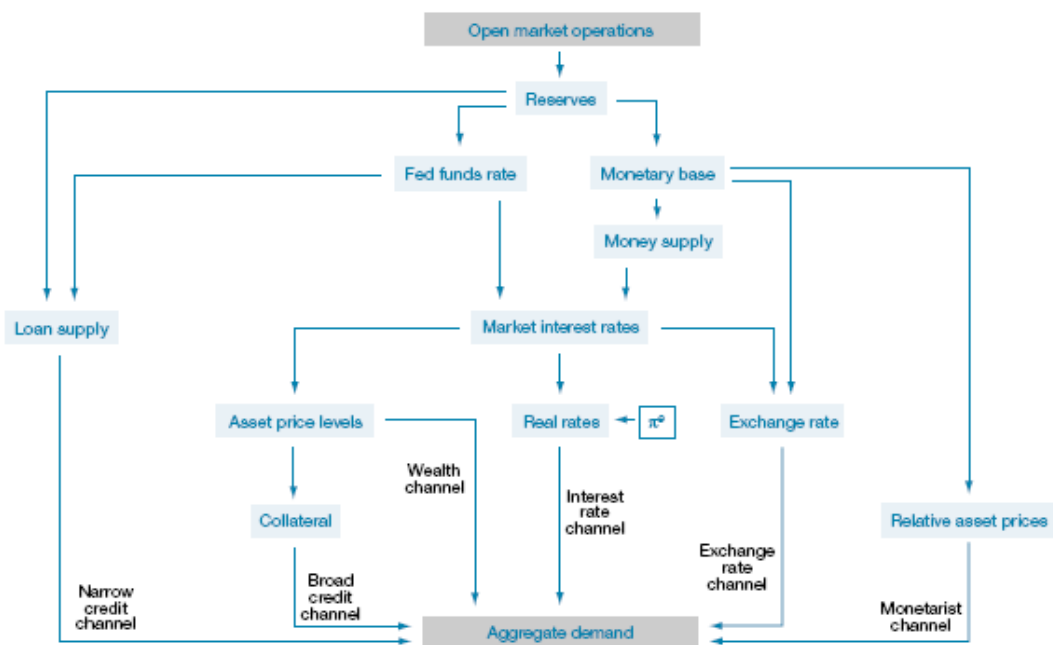 Open market operations
Reserves
Fed funds rate
Monetary base
Money supply
Loan supply
Market interest rates
Asset price levels
Real rates
πᵉ
Exchange rate
Wealth
channel
Interest
rate
channel
Collateral
Relative asset prices
Exchange
rate
channel
Narrow
credit
channel
Broad
credit
channel
Monetarist
channel
Aggregate demand